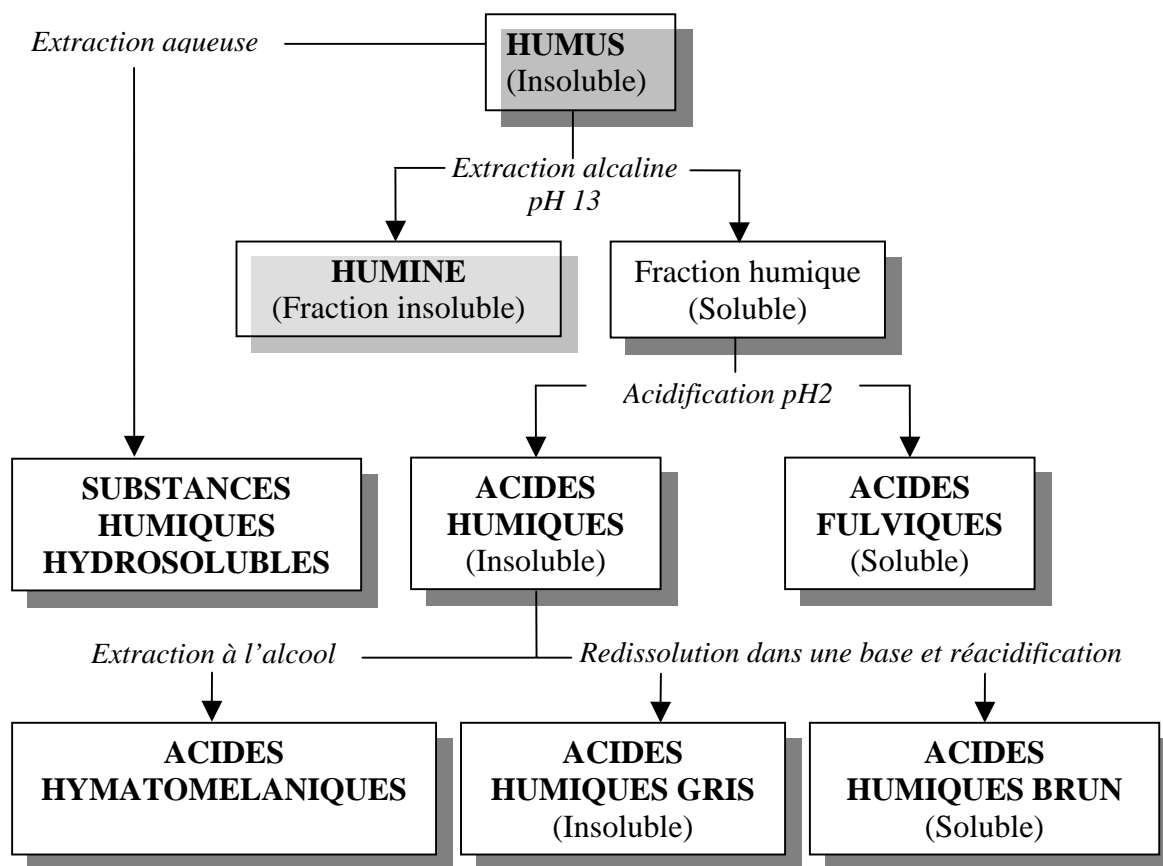 Extraction aqueuse
HUMUS
(Insoluble)
Extraction alcaline
pH 13
HUMINE
(Fraction insoluble)
Fraction humique
(Soluble)
Acidification pH2
SUBSTANCES
HUMIQUES
HYDROSOLUBLES
ACIDES
HUMIQUES
(Insoluble)
ACIDES
FULVIQUES
(Soluble)
Extraction à l’alcool
Redissolution dans une base et réacidification
ACIDES
HYMATOMELANIQUES
ACIDES
HUMIQUES GRIS
(Insoluble)
ACIDES
HUMIQUES BRUN
(Soluble)